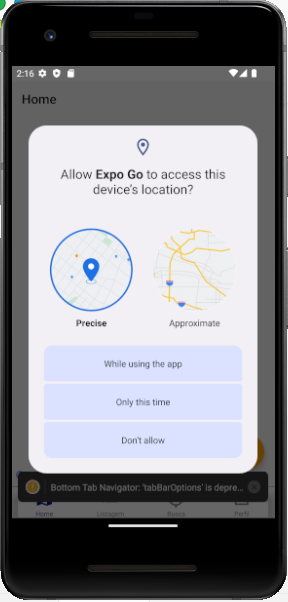 2:16
Home
Allow Expo Go to access this
device's location?
Precise
Approximate
While using the app
Only this time
Don't allow
Bottom Tab Navigator: 'tabBarOptions' is depre...
Home
Listagem
Busca
Perfil